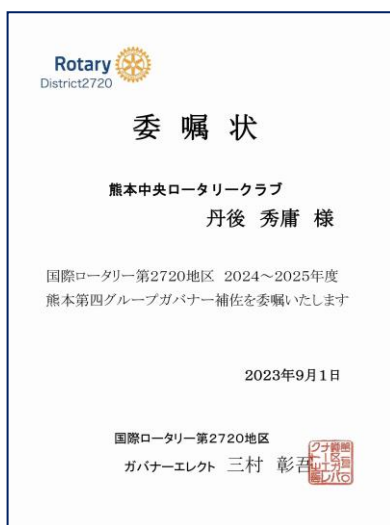 Rotary
District2720
委嘱状
熊本中央ロータリークラブ
丹後 秀庸 様
国際ロータリー第2720地区 2024～2025年度
熊本第四グループガバナー補佐を委嘱いたします
2023年9月1日
国際ロータリー第2720地区
ガバナーエレクト 三村 彰吾